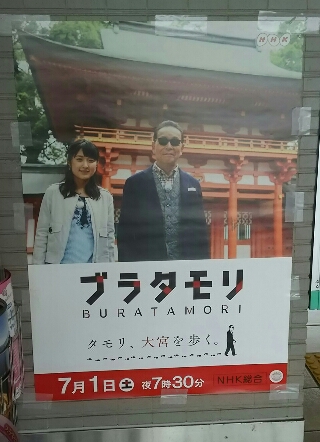 NHK
ブラタモリ
BURATAMORI
タモリ、大宮を歩く。
7月1日土 夜7時30分 NHK総合